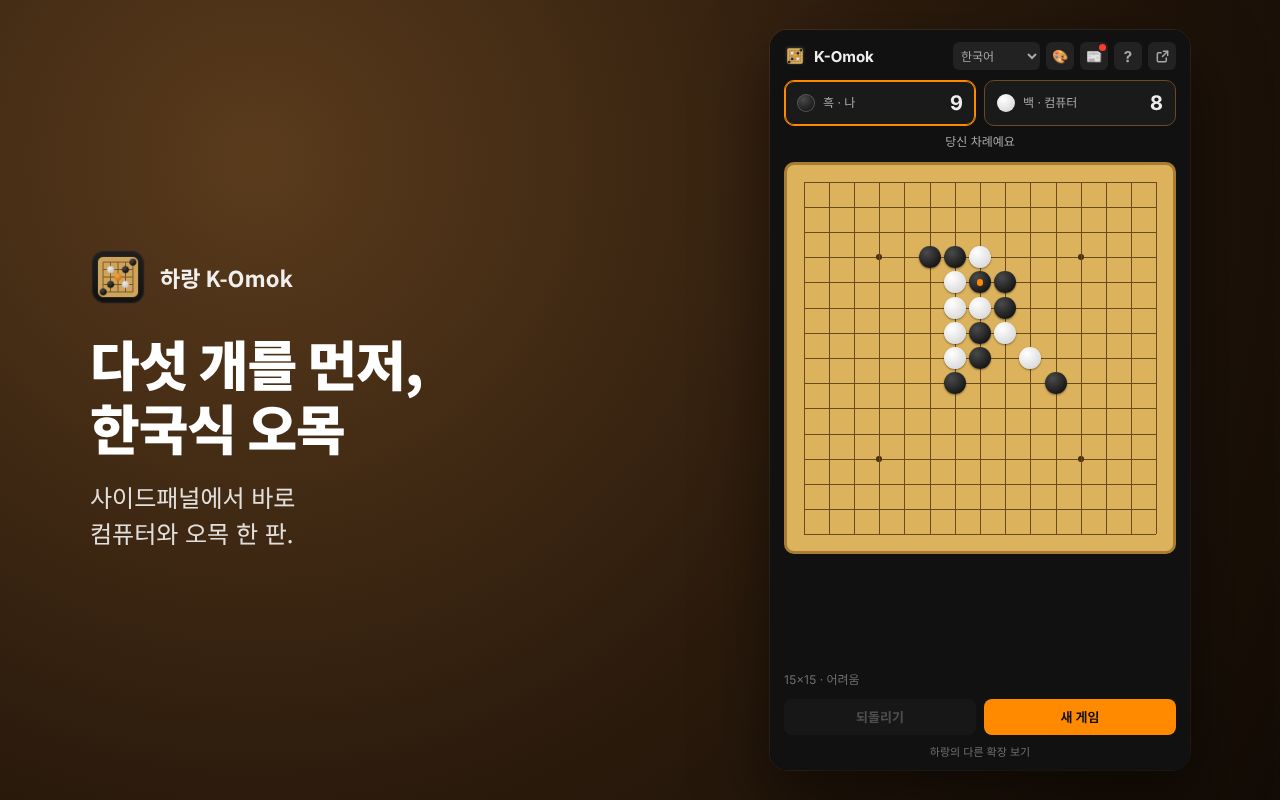 하랑 K-Omok
다섯 개를 먼저,
한국식 오목
사이드패널에서 바로
컴퓨터와 오목 한 판.
K-Omok
한국어
?
흑 · 나
9
백 · 컴퓨터
8
당신 차례예요
15×15 · 어려움
되돌리기
새 게임
하랑의 다른 확장 보기